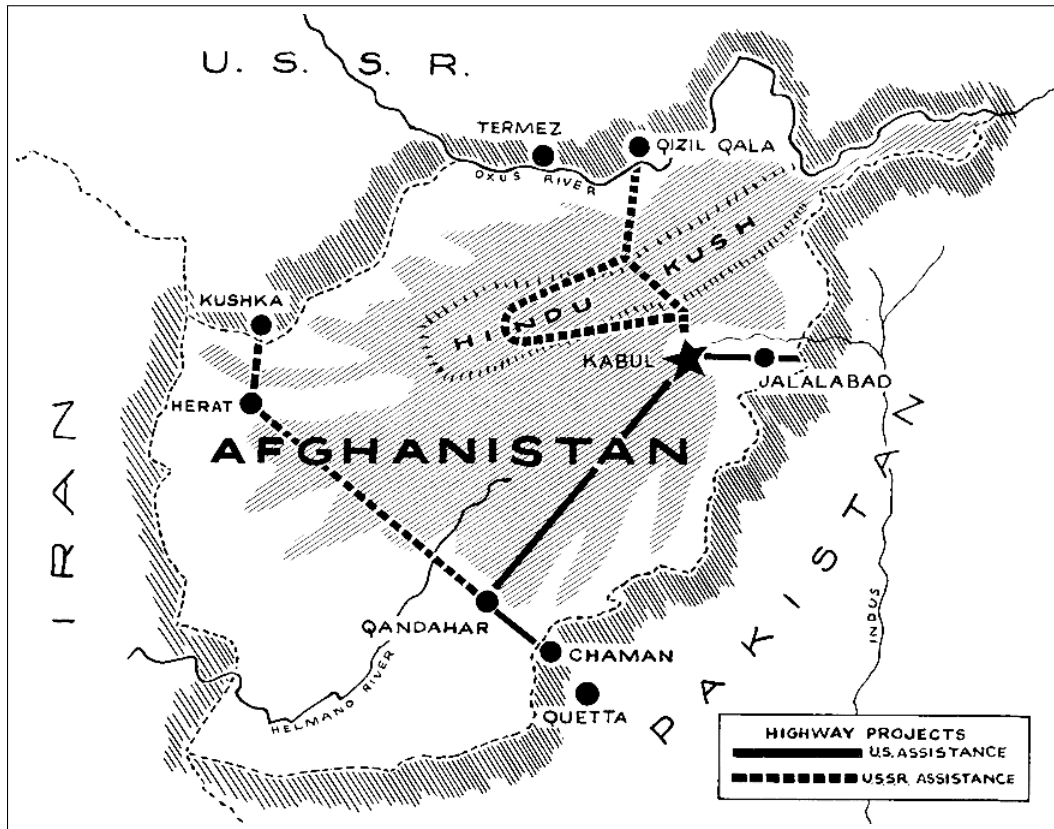 U. S. S. R.
TERMEZ
QIZIL QALA
OXUS RIVER
HINDU KUSH
KUSHKA
KABUL
JALALABAD
HERAT
AFGHANISTAN
IRAN
PAKISTAN
QANDAHAR
CHAMAN
INDUS
HELMAND RIVER
QUETTA
HIGHWAY PROJECTS
U.S. ASSISTANCE
U.S.S.R. ASSISTANCE